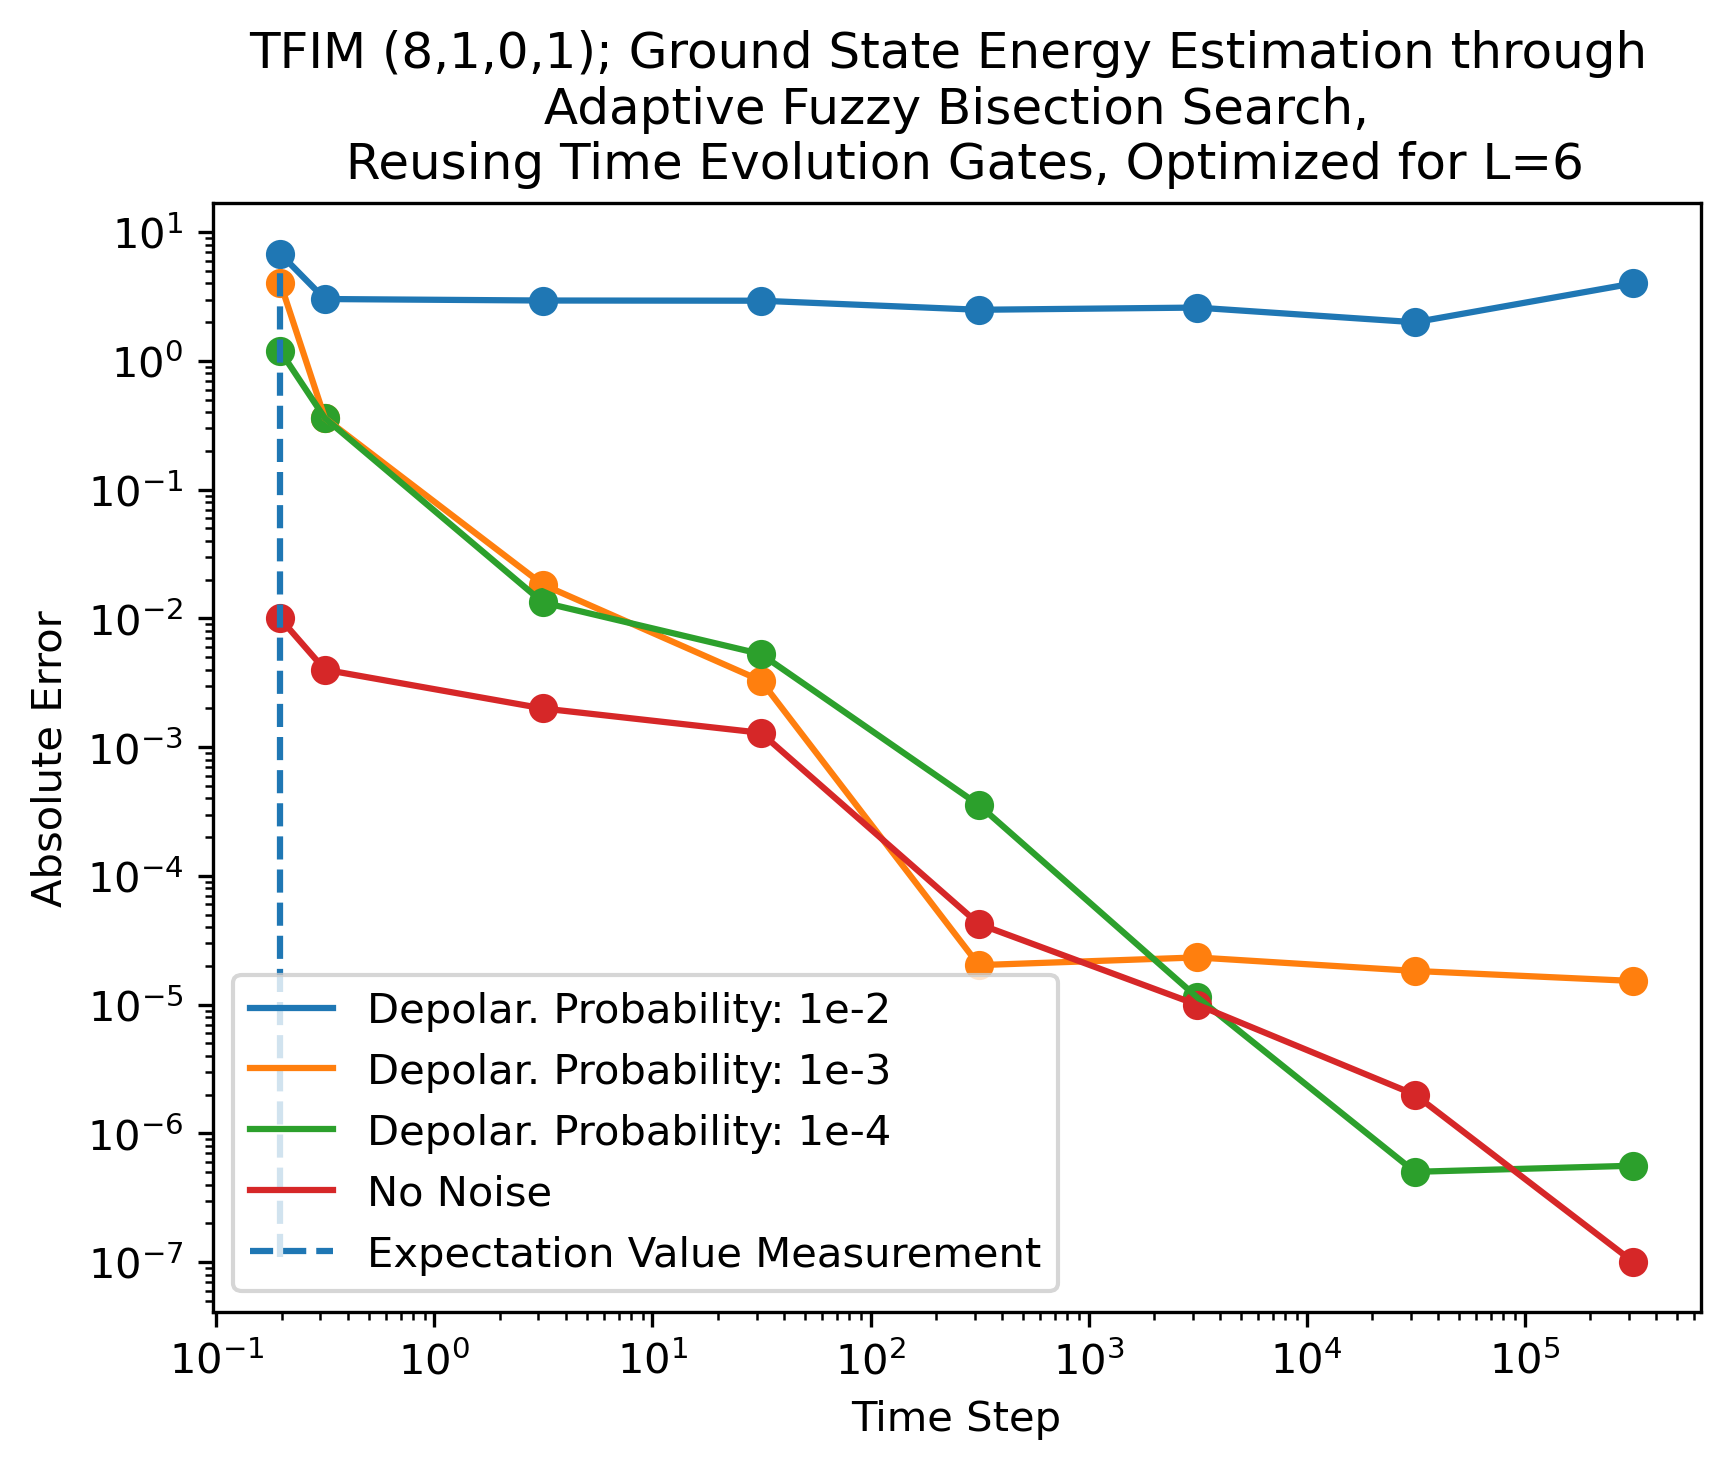 TFIM (8,1,0,1); Ground State Energy Estimation through
Adaptive Fuzzy Bisection Search,
Reusing Time Evolution Gates, Optimized for L=6
Absolute Error
10¹
10⁰
10⁻¹
10⁻²
10⁻³
10⁻⁴
10⁻⁵
10⁻⁶
10⁻⁷
Depolar. Probability: 1e-2
Depolar. Probability: 1e-3
Depolar. Probability: 1e-4
No Noise
Expectation Value Measurement
10⁻¹ 10⁰ 10¹ 10² 10³ 10⁴ 10⁵
Time Step